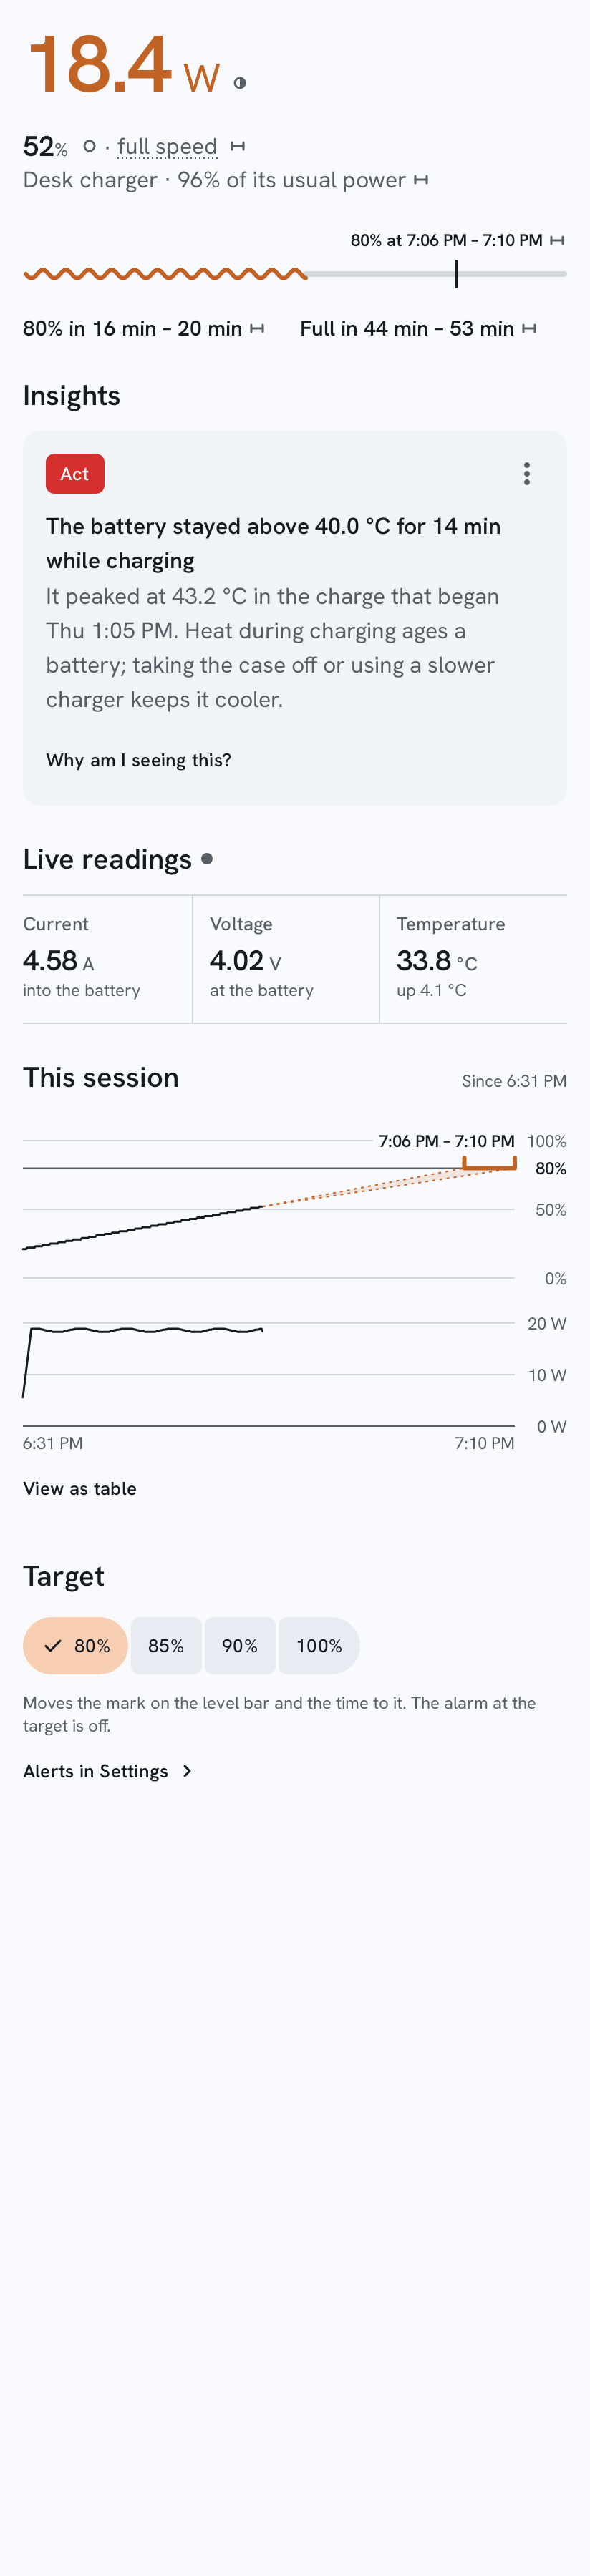 18.4 W
52% · full speed
Desk charger · 96% of its usual power
80% at 7:06 PM – 7:10 PM
80% in 16 min – 20 min Full in 44 min – 53 min
Insights
Act
The battery stayed above 40.0 °C for 14 min
while charging
It peaked at 43.2 °C in the charge that began
Thu 1:05 PM. Heat during charging ages a
battery; taking the case off or using a slower
charger keeps it cooler.
Why am I seeing this?
Live readings
Current Voltage Temperature
4.58 A 4.02 V 33.8 °C
into the battery at the battery up 4.1 °C
This session Since 6:31 PM
7:06 PM – 7:10 PM 100%
80%
50%
0%
20 W
10 W
0 W
6:31 PM 7:10 PM
View as table
Target
80% 85% 90% 100%
Moves the mark on the level bar and the time to it. The alarm at the
target is off.
Alerts in Settings